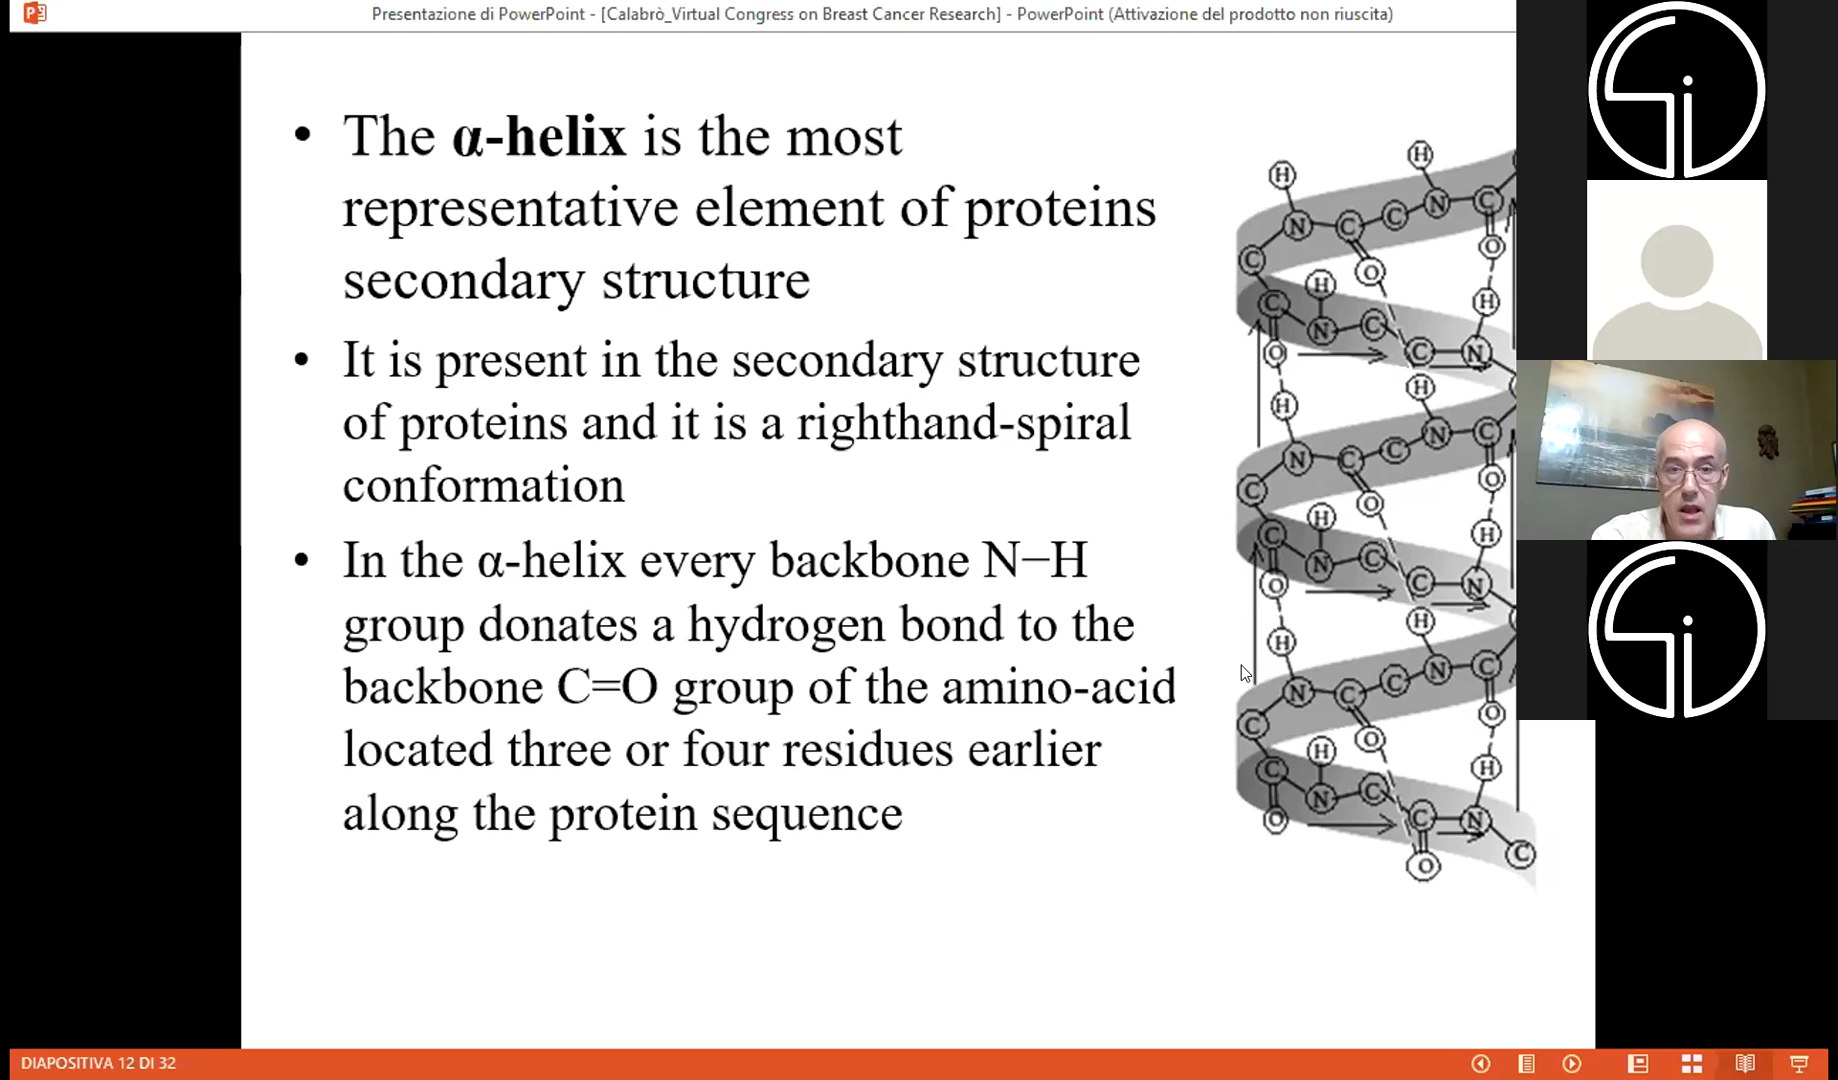 Presentazione di PowerPoint - [Calabrò_Virtual Congress on Breast Cancer Research] - PowerPoint (Attivazione del prodotto non riuscita)
• The α-helix is the most
representative element of proteins
secondary structure
• It is present in the secondary structure
of proteins and it is a righthand-spiral
conformation
• In the α-helix every backbone N−H
group donates a hydrogen bond to the
backbone C=O group of the amino-acid
located three or four residues earlier
along the protein sequence
H H
N C C N C
O
C O
H H
C N C
O C N
H H
N C C N C
O
C O
H H
C N C
O C N
H H
N C C N C
O
C O
H H
C N C
O C N
O C
DIAPOSITIVA 12 DI 32